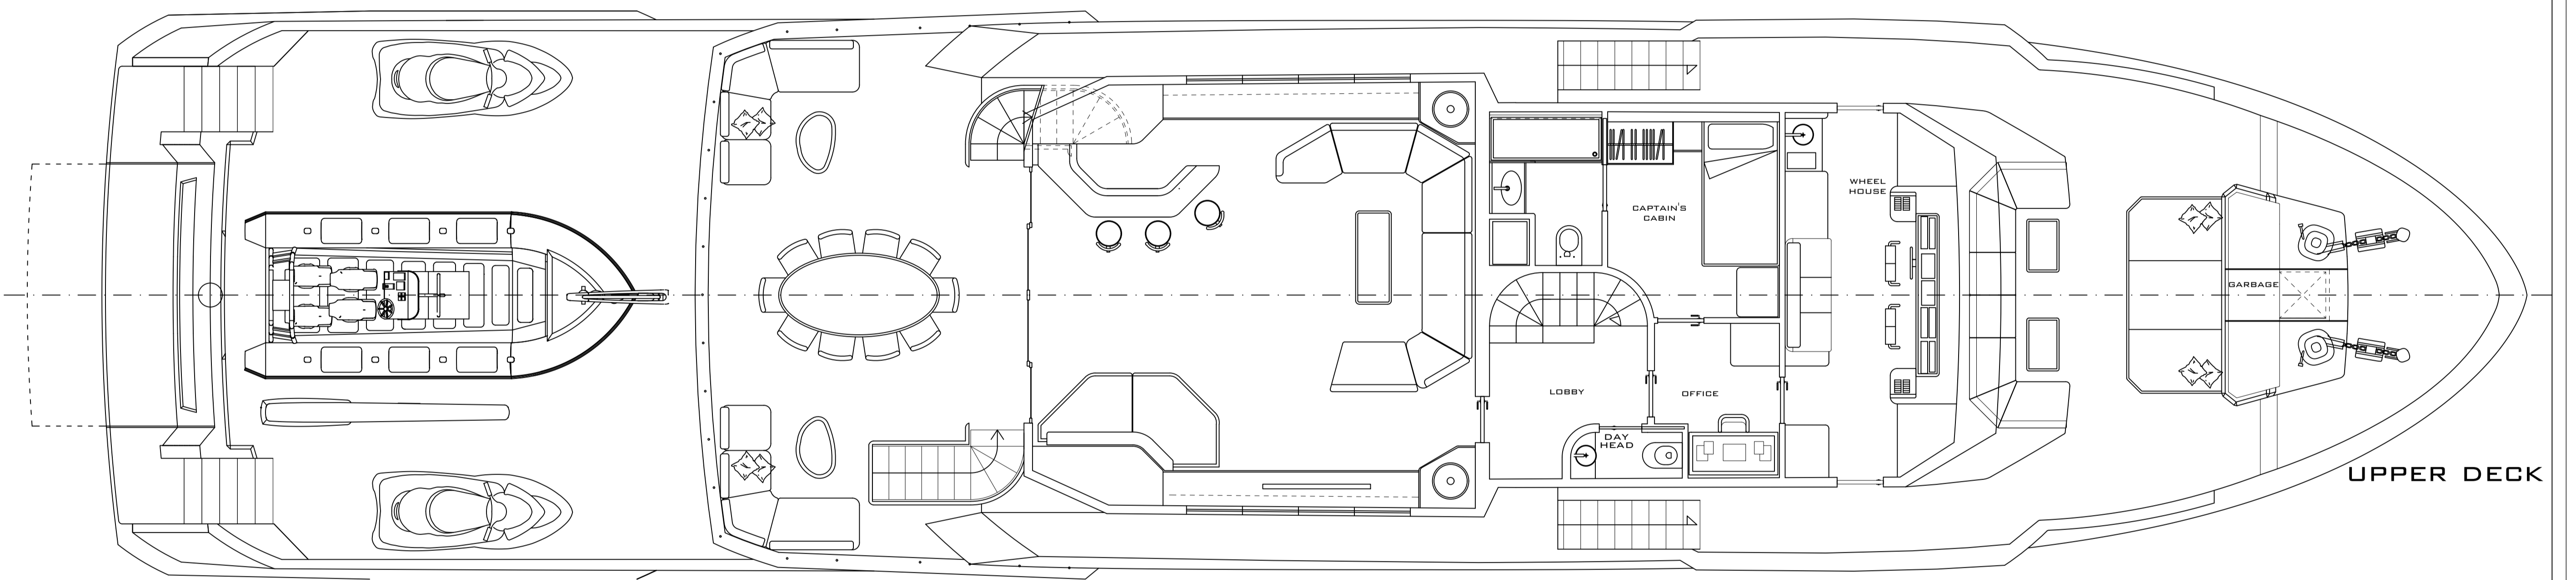 WHEEL
HOUSE
CAPTAIN'S
CABIN
GARBAGE
LOBBY
OFFICE
DAY
HEAD
UPPER DECK